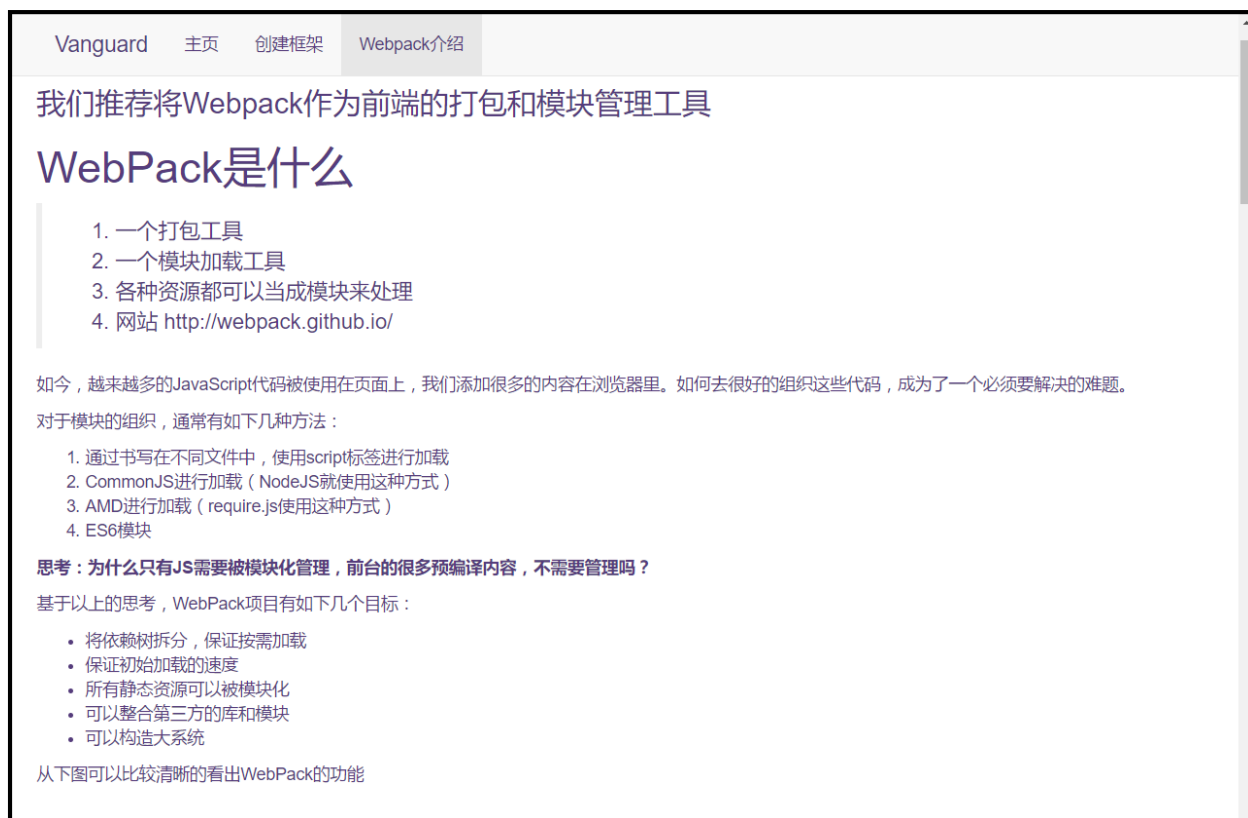 Vanguard 主页 创建框架 Webpack介绍
我们推荐将Webpack作为前端的打包和模块管理工具
WebPack是什么
1. 一个打包工具
2. 一个模块加载工具
3. 各种资源都可以当成模块来处理
4. 网站 http://webpack.github.io/
如今，越来越多的JavaScript代码被使用在页面上，我们添加很多的内容在浏览器里。如何去很好的组织这些代码，成为了一个必须要解决的难题。
对于模块的组织，通常有如下几种方法：
1. 通过书写在不同文件中，使用script标签进行加载
2. CommonJS进行加载（NodeJS就使用这种方式）
3. AMD进行加载（require.js使用这种方式）
4. ES6模块
思考：为什么只有JS需要被模块化管理，前台的很多预编译内容，不需要管理吗？
基于以上的思考，WebPack项目有如下几个目标：
• 将依赖树拆分，保证按需加载
• 保证初始加载的速度
• 所有静态资源可以被模块化
• 可以整合第三方的库和模块
• 可以构造大系统
从下图可以比较清晰的看出WebPack的功能